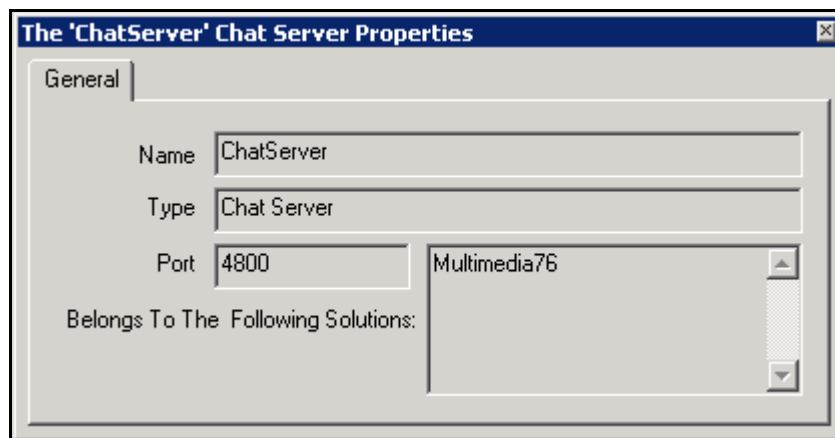 The 'ChatServer' Chat Server Properties
General
Name ChatServer
Type Chat Server
Port 4800
Belongs To The Following Solutions: Multimedia76